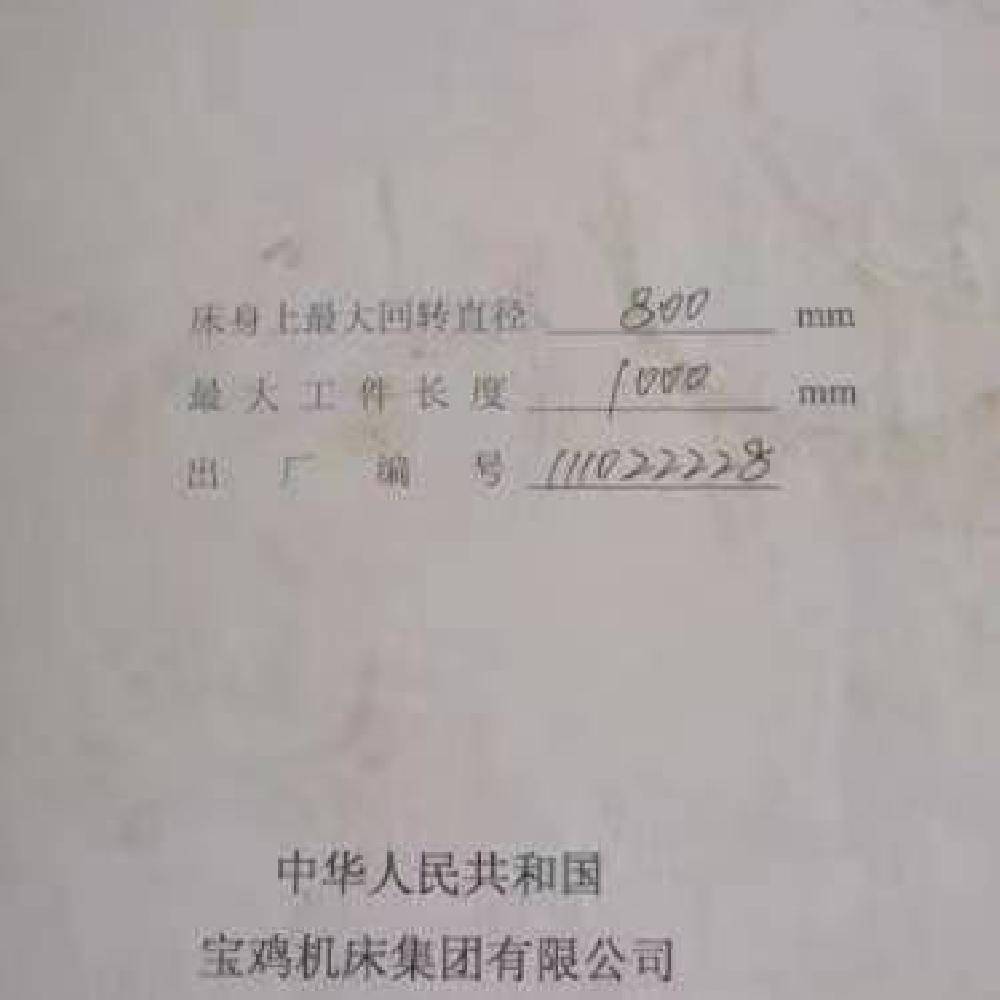 床身上最大回转直径 800 mm
最大工件长度 1000 mm
出厂编号 111022228
中华人民共和国
宝鸡机床集团有限公司